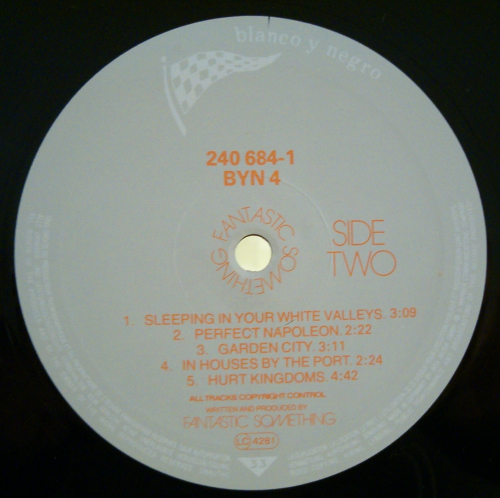 blanco y negro
240 684-1
BYN 4
FANTASTIC SOMETHING
SIDE
TWO
1. SLEEPING IN YOUR WHITE VALLEYS. 3:09
2. PERFECT NAPOLEON. 2:22
3. GARDEN CITY. 3:11
4. IN HOUSES BY THE PORT. 2:24
5. HURT KINGDOMS. 4:42
ALL TRACKS COPYRIGHT CONTROL
WRITTEN AND PRODUCED BY
FANTASTIC SOMETHING
LC 4281
33